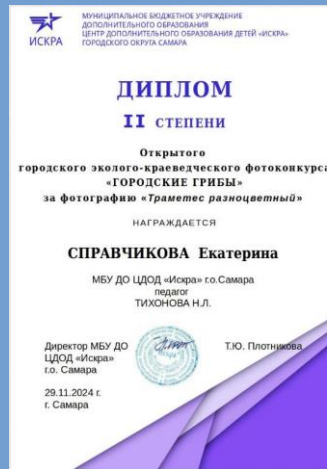 ИСКРА
МУНИЦИПАЛЬНОЕ БЮДЖЕТНОЕ УЧРЕЖДЕНИЕ
ДОПОЛНИТЕЛЬНОГО ОБРАЗОВАНИЯ
ЦЕНТР ДОПОЛНИТЕЛЬНОГО ОБРАЗОВАНИЯ ДЕТЕЙ «ИСКРА»
ГОРОДСКОГО ОКРУГА САМАРА
ДИПЛОМ
II СТЕПЕНИ
Открытого
городского эколого-краеведческого фотоконкурса
«ГОРОДСКИЕ ГРИБЫ»
за фотографию «Траметес разноцветный»
НАГРАЖДАЕТСЯ
СПРАВЧИКОВА Екатерина
МБУ ДО ЦДОД «Искра» г.о.Самара
педагог
ТИХОНОВА Н.Л.
Директор МБУ ДО
ЦДОД «Искра»
г.о. Самара
Т.Ю. Плотникова
29.11.2024 г.
г. Самара